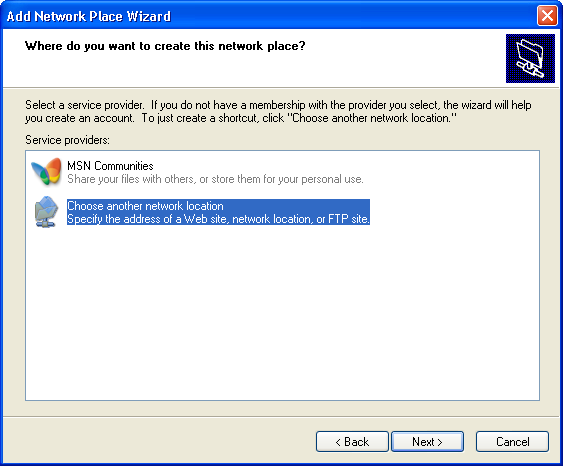 Add Network Place Wizard
Where do you want to create this network place?
Select a service provider.  If you do not have a membership with the provider you select, the wizard will help
you create an account.  To just create a shortcut, click "Choose another network location."
Service providers:
MSN Communities
Share your files with others, or store them for your personal use.
Choose another network location
Specify the address of a Web site, network location, or FTP site.
< Back
Next >
Cancel